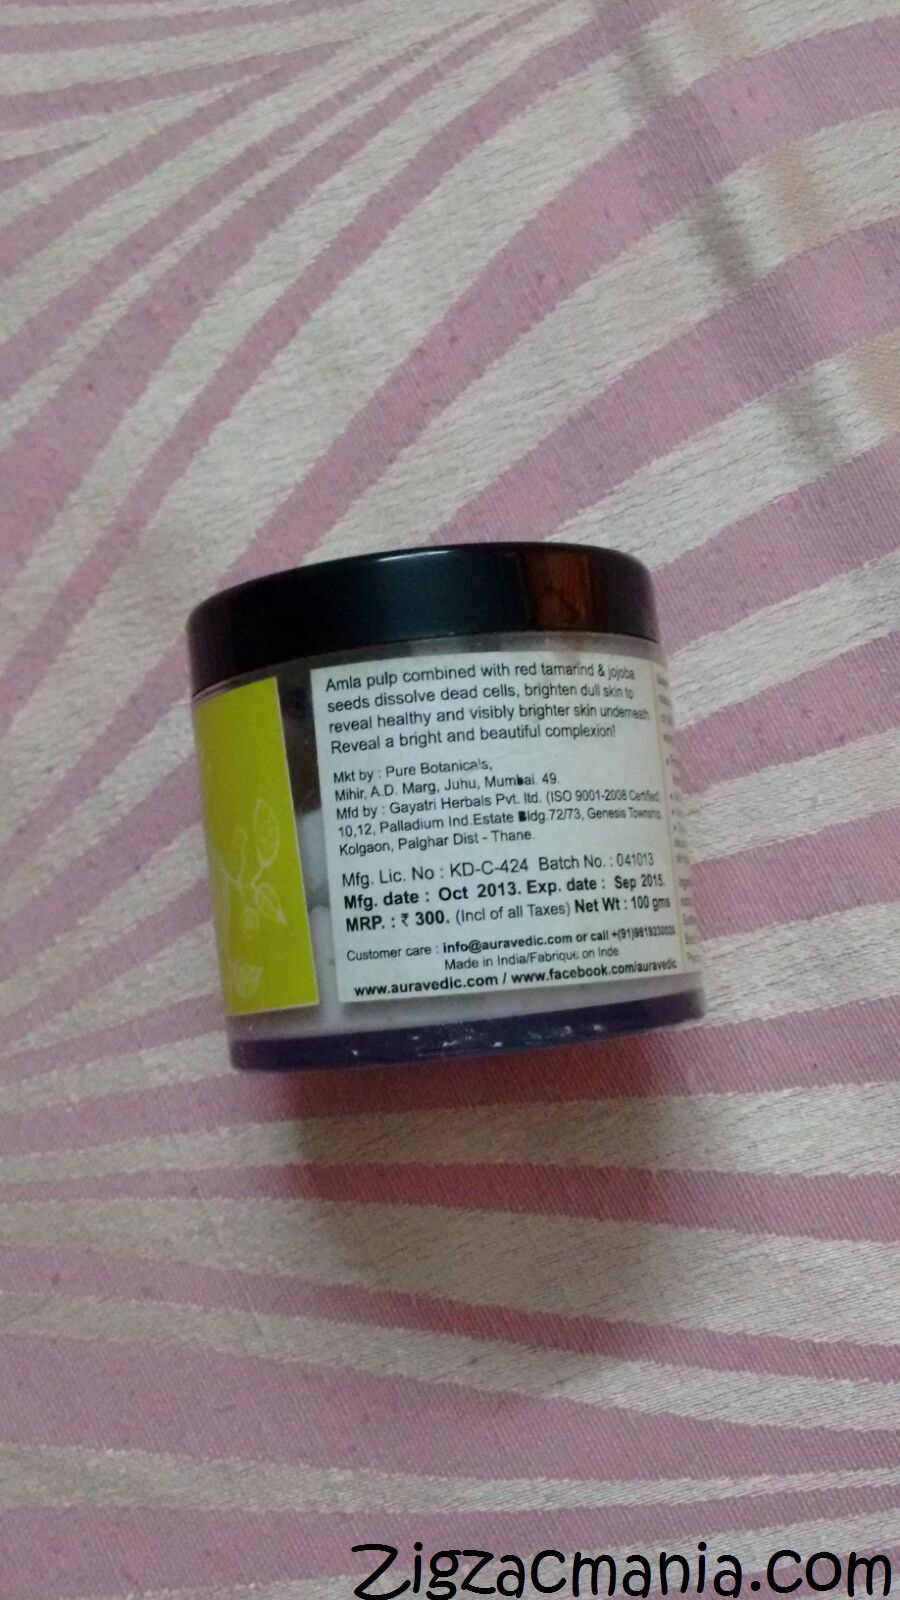 Amla pulp combined with red tamarind & jojoba
seeds dissolve dead cells, brighten dull skin to
reveal healthy and visibly brighter skin underneath.
Reveal a bright and beautiful complexion!
Mkt by : Pure Botanicals,
Mihir, A.D. Marg, Juhu, Mumbai. 49.
Mfd by : Gayatri Herbals Pvt. ltd. (ISO 9001-2008 Certified)
10,12, Palladium Ind.Estate Bldg.72/73, Genesis Township,
Kolgaon, Palghar Dist - Thane.
Mfg. Lic. No : KD-C-424 Batch No. : 041013
Mfg. date : Oct 2013. Exp. date : Sep 2015.
MRP. : ₹ 300. (Incl of all Taxes) Net Wt : 100 gms
Customer care : info@auravedic.com or call
Made in India/Fabrique en Inde
www.auravedic.com / www.facebook.com/auravedic
Zigzacmania.com